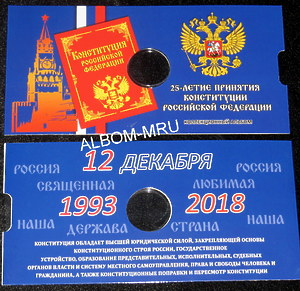 КОНСТИТУЦИЯ
РОССИЙСКОЙ
ФЕДЕРАЦИИ
25-ЛЕТИЕ ПРИНЯТИЯ
КОНСТИТУЦИИ
РОССИЙСКОЙ ФЕДЕРАЦИИ
ALBOM-MRU
12 ДЕКАБРЯ
РОССИЯ РОССИЯ
СВЯЩЕННАЯ ЛЮБИМАЯ
1993 2018
НАША ДЕРЖАВА СТРАНА НАША
КОНСТИТУЦИЯ ОБЛАДАЕТ ВЫСШЕЙ ЮРИДИЧЕСКОЙ СИЛОЙ, ЗАКРЕПЛЯЮЩЕЙ ОСНОВЫ
КОНСТИТУЦИОННОГО СТРОЯ РОССИИ, ГОСУДАРСТВЕННОЕ
УСТРОЙСТВО, ОБРАЗОВАНИЕ ПРЕДСТАВИТЕЛЬНЫХ, ИСПОЛНИТЕЛЬНЫХ, СУДЕБНЫХ
ОРГАНОВ ВЛАСТИ И СИСТЕМУ МЕСТНОГО САМОУПРАВЛЕНИЯ, ПРАВА И СВОБОДЫ ЧЕЛОВЕКА И
ГРАЖДАНИНА, А ТАКЖЕ КОНСТИТУЦИОННЫЕ ПОПРАВКИ И ПЕРЕСМОТР КОНСТИТУЦИИ